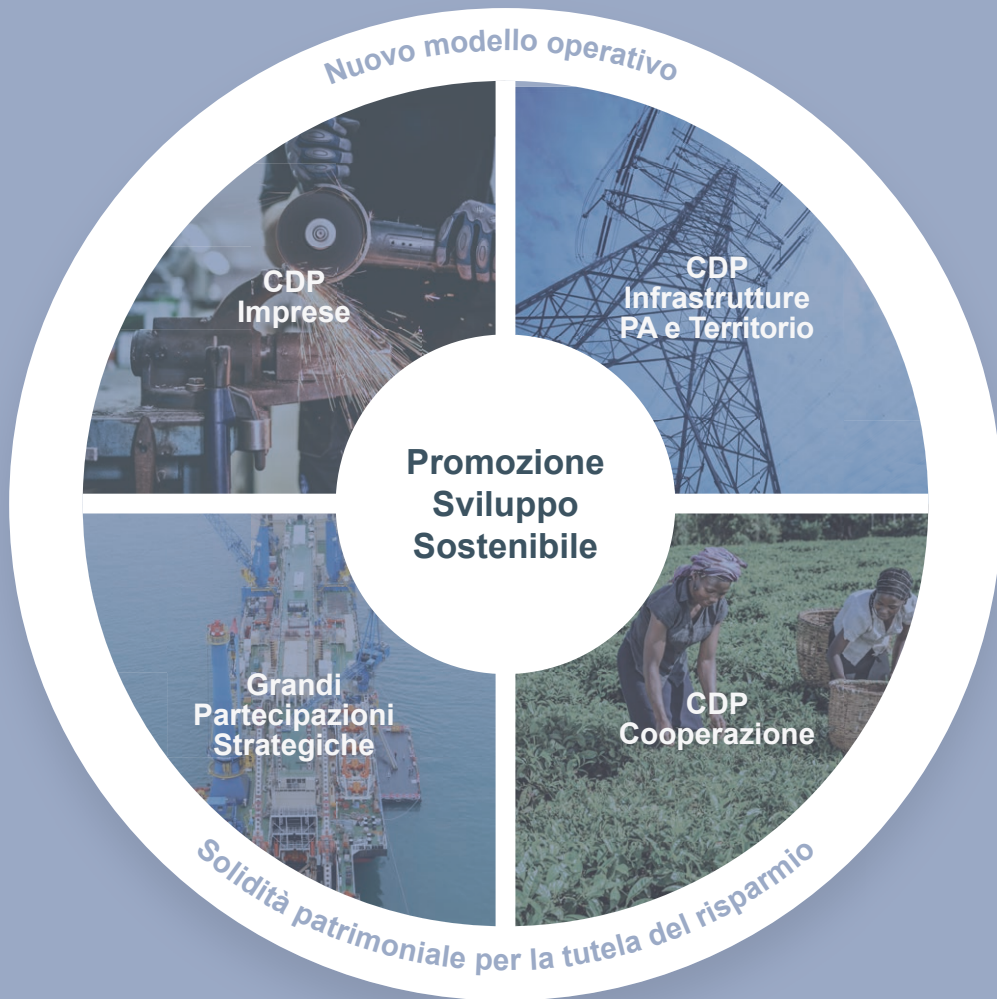 Nuovo modello operativo
CDP
Imprese
CDP
Infrastrutture
PA e Territorio
Promozione
Sviluppo
Sostenibile
Grandi
Partecipazioni
Strategiche
CDP
Cooperazione
Solidità patrimoniale per la tutela del risparmio